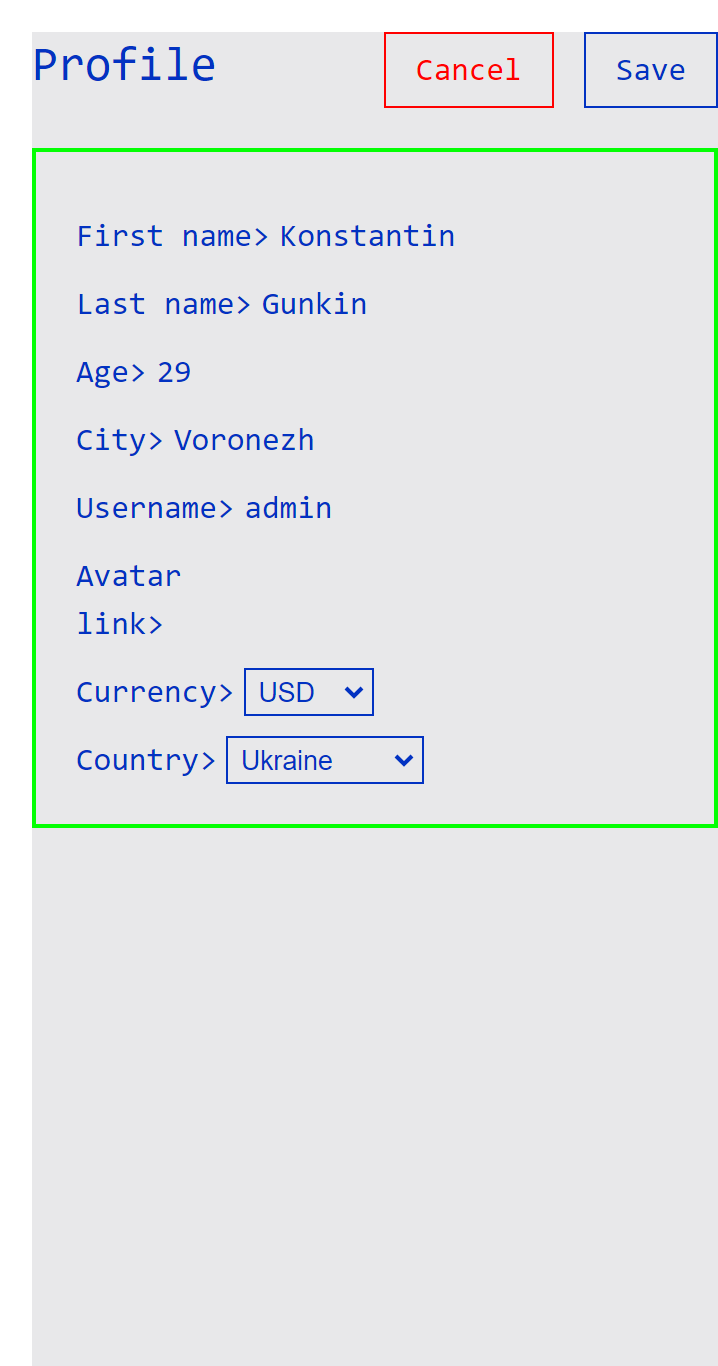 Profile Cancel Save
First name> Konstantin
Last name> Gunkin
Age> 29
City> Voronezh
Username> admin
Avatar
link>
Currency> USD
Country> Ukraine